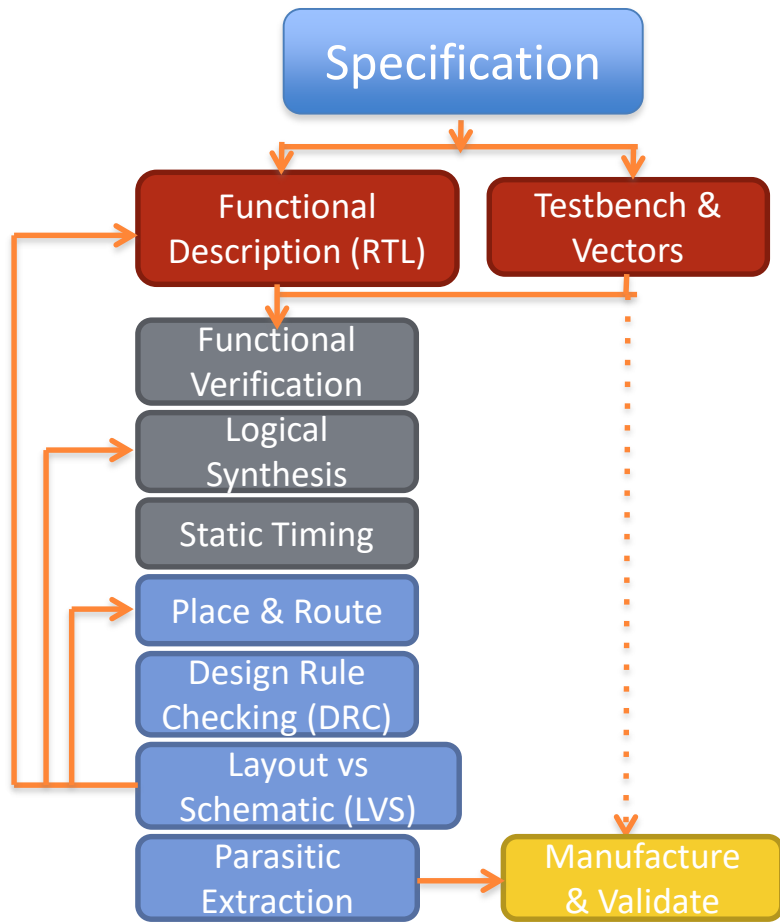 Specification
Functional
Description (RTL)
Testbench &
Vectors
Functional
Verification
Logical
Synthesis
Static Timing
Place & Route
Design Rule
Checking (DRC)
Layout vs
Schematic (LVS)
Parasitic
Extraction
Manufacture
& Validate